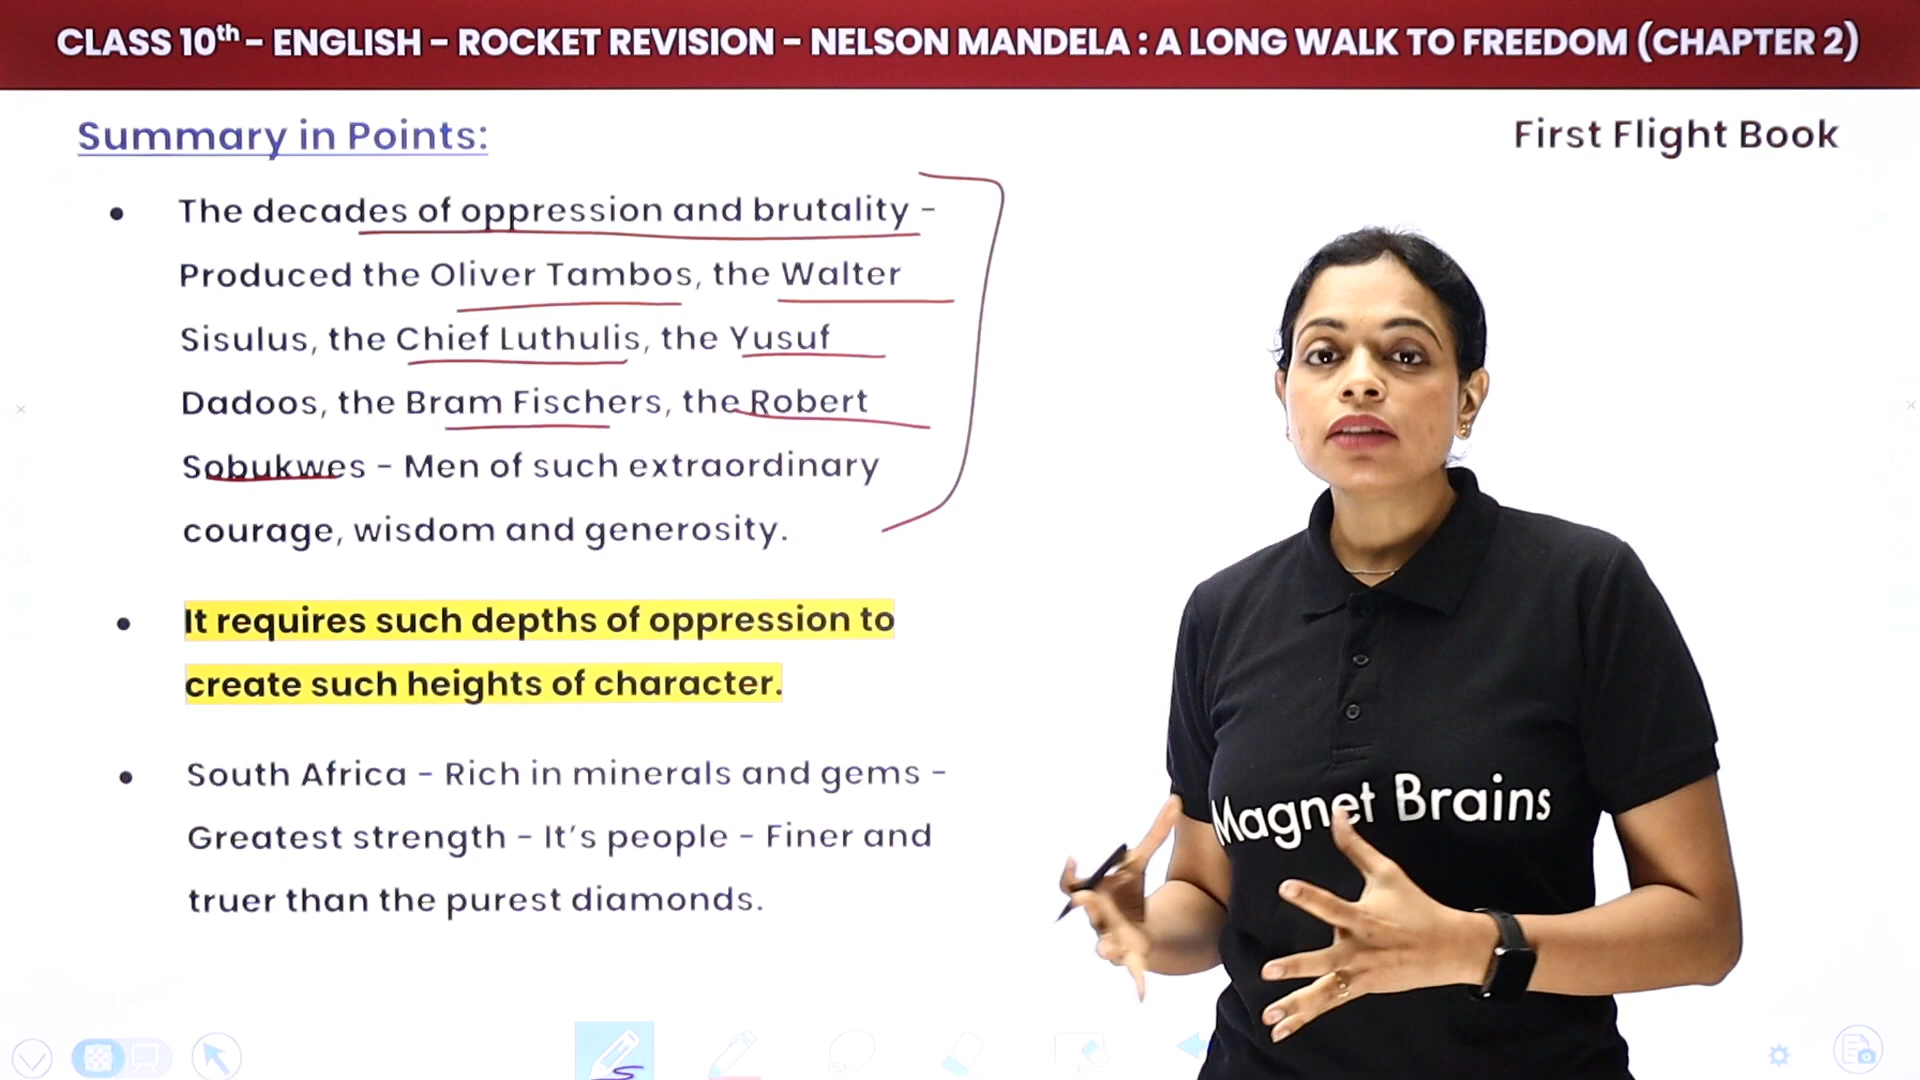 CLASS 10th - ENGLISH - ROCKET REVISION - NELSON MANDELA : A LONG WALK TO FREEDOM (CHAPTER 2)
Summary in Points:
First Flight Book
• The decades of oppression and brutality -
Produced the Oliver Tambos, the Walter
Sisulus, the Chief Luthulis, the Yusuf
Dadoos, the Bram Fischers, the Robert
Sobukwes - Men of such extraordinary
courage, wisdom and generosity.
• It requires such depths of oppression to
create such heights of character.
• South Africa - Rich in minerals and gems -
Greatest strength - It's people - Finer and
truer than the purest diamonds.
Magnet Brains